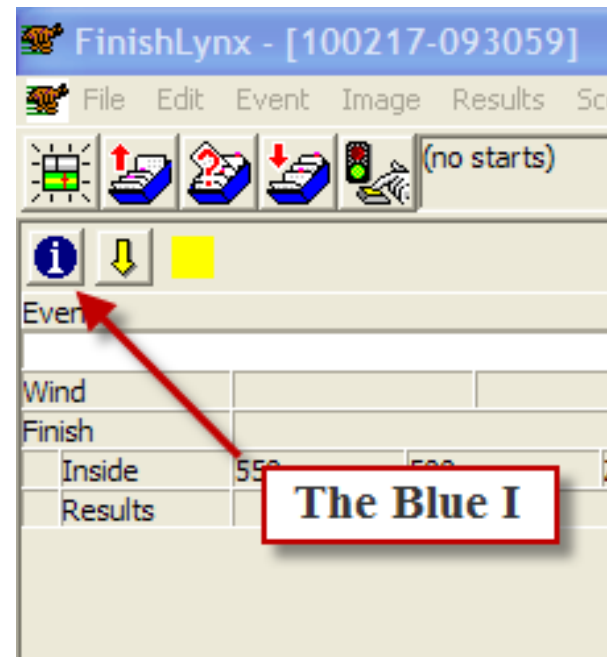 FinishLynx - [100217-093059]
File Edit Event Image Results
(no starts)
i
Wind
Finish
Inside
Results
The Blue I